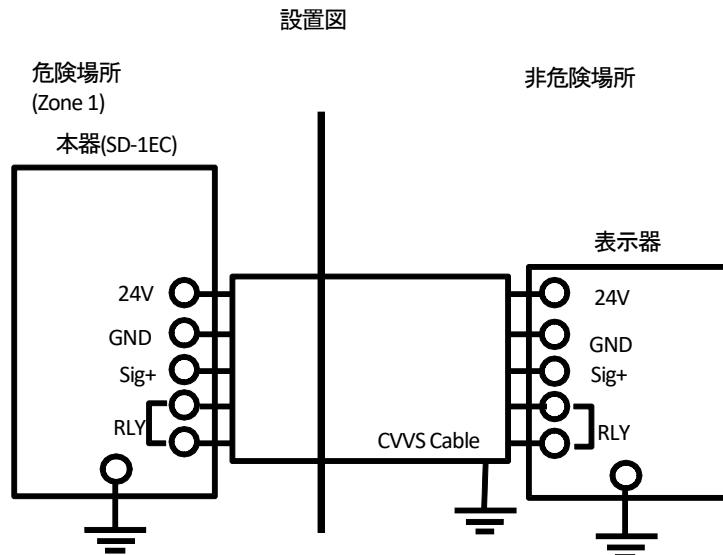 設置図
危険場所
(Zone 1)
非危険場所
本器(SD-1EC)
表示器
24V
GND
Sig+
RLY
CVVS Cable
24V
GND
Sig+
RLY